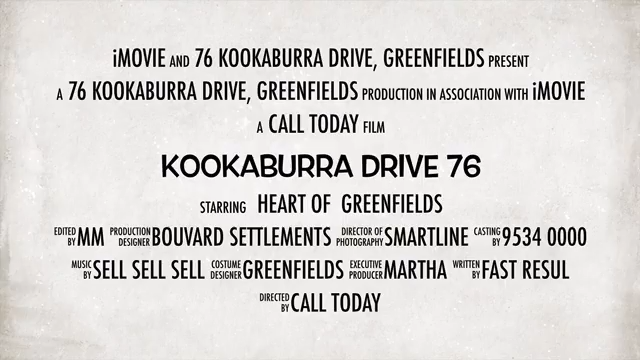 iMOVIE AND 76 KOOKABURRA DRIVE, GREENFIELDS PRESENT
A 76 KOOKABURRA DRIVE, GREENFIELDS PRODUCTION IN ASSOCIATION WITH iMOVIE
A CALL TODAY FILM
KOOKABURRA DRIVE 76
STARRING HEART OF GREENFIELDS
EDITED BY MM PRODUCTION DESIGNER BOUVARD SETTLEMENTS DIRECTOR OF PHOTOGRAPHY SMARTLINE CASTING BY 9534 0000
MUSIC BY SELL SELL SELL COSTUME DESIGNER GREENFIELDS EXECUTIVE PRODUCER MARTHA WRITTEN BY FAST RESUL
DIRECTED BY CALL TODAY